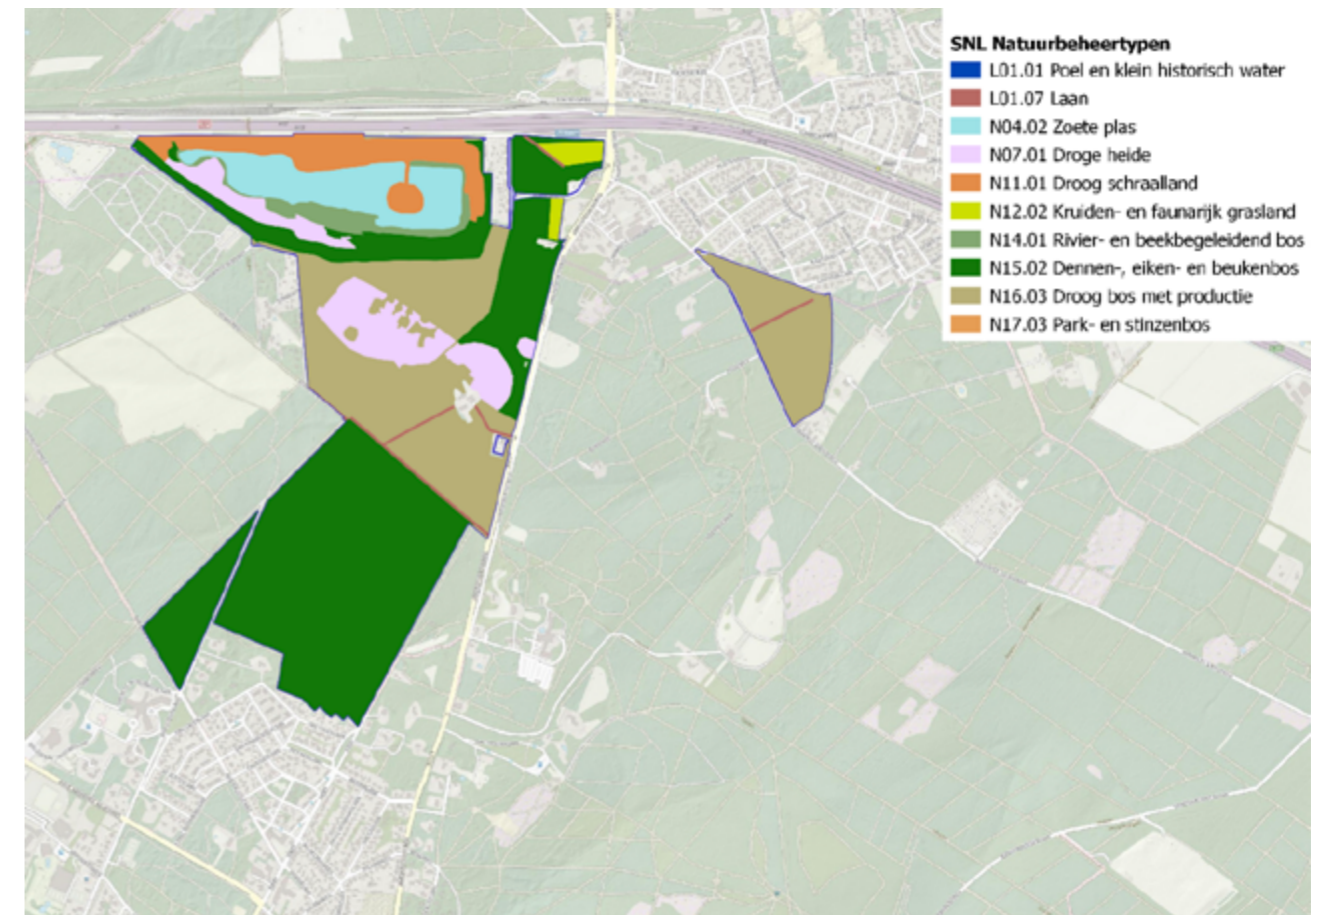 SNL Natuurbeheertypen
L01.01 Poel en klein historisch water
L01.07 Laan
N04.02 Zoete plas
N07.01 Droge heide
N11.01 Droog schraalland
N12.02 Kruiden- en faunarijk grasland
N14.01 Rivier- en beekbegeleidend bos
N15.02 Dennen-, eiken- en beukenbos
N16.03 Droog bos met productie
N17.03 Park- en stinzenbos